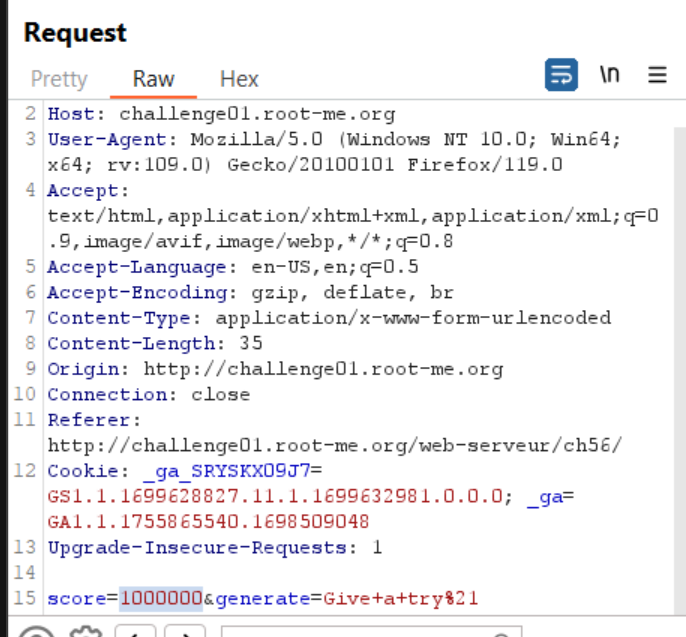 Request
Pretty Raw Hex \n
2 Host: challenge01.root-me.org
3 User-Agent: Mozilla/5.0 (Windows NT 10.0; Win64;
x64; rv:109.0) Gecko/20100101 Firefox/119.0
4 Accept:
text/html,application/xhtml+xml,application/xml;q=0
.9,image/avif,image/webp,*/*;q=0.8
5 Accept-Language: en-US,en;q=0.5
6 Accept-Encoding: gzip, deflate, br
7 Content-Type: application/x-www-form-urlencoded
8 Content-Length: 35
9 Origin: http://challenge01.root-me.org
10 Connection: close
11 Referer:
http://challenge01.root-me.org/web-serveur/ch56/
12 Cookie: _ga_SRYSKX09J7=
GS1.1.1699628827.11.1.1699632981.0.0.0; _ga=
GA1.1.1755865540.1698509048
13 Upgrade-Insecure-Requests: 1
14
15 score=1000000&generate=Give+a+try%21